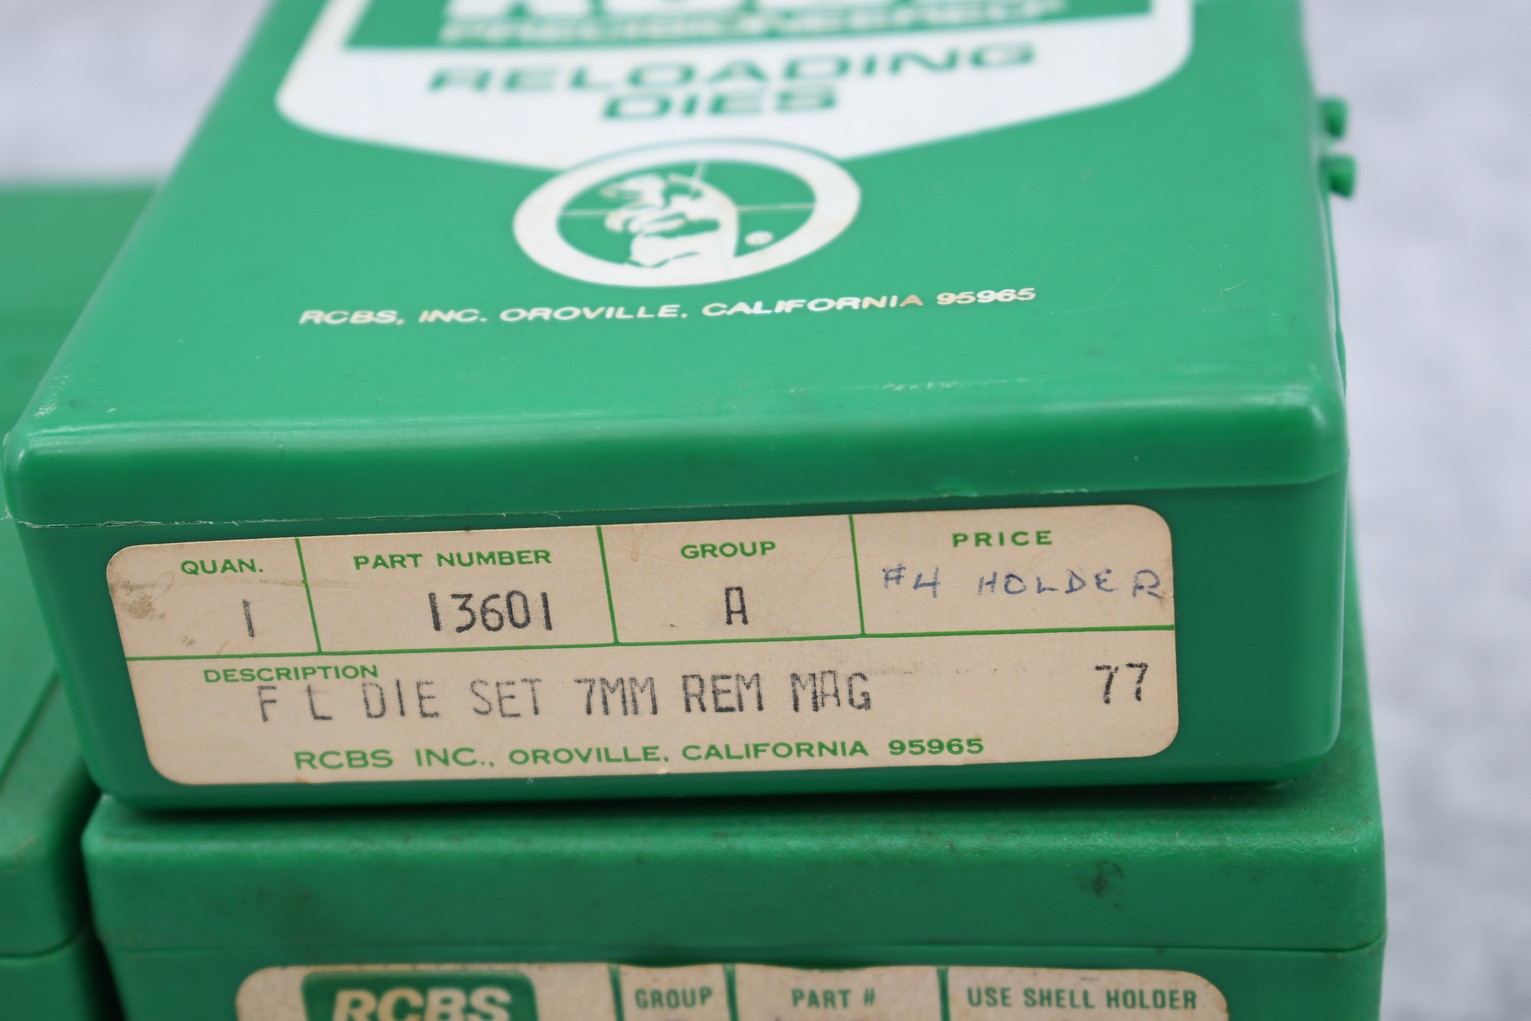 PRECISIONEERED®
RELOADING
DIES
®
RCBS, INC. OROVILLE, CALIFORNIA 95965
QUAN. PART NUMBER GROUP PRICE
1 13601 A #4 HOLDER
DESCRIPTION
F L DIE SET 7MM REM MAG 77
RCBS INC., OROVILLE, CALIFORNIA 95965
RCBS GROUP PART # USE SHELL HOLDER